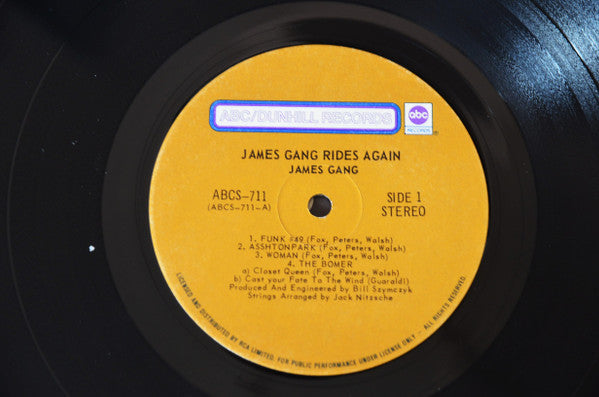 ABC/DUNHILL RECORDS
abc
RECORDS
JAMES GANG RIDES AGAIN
JAMES GANG
ABCS-711
(ABCS-711-A)
SIDE 1
STEREO
1. FUNK #49 (Fox, Peters, Walsh)
2. ASSHTONPARK (Fox, Peters, Walsh)
3. WOMAN (Fox, Peters, Walsh)
4. THE BOMER
a) Closet Queen (Fox, Peters, Walsh)
b) Cast your Fate To The Wind (Guaraldi)
Produced and Engineered by Bill Szymczyk
Strings Arranged by Jack Nitzsche
LICENSED AND DISTRIBUTED BY RCA LIMITED. FOR PUBLIC PERFORMANCE UNDER LICENSE ONLY - ALL RIGHTS RESERVED.